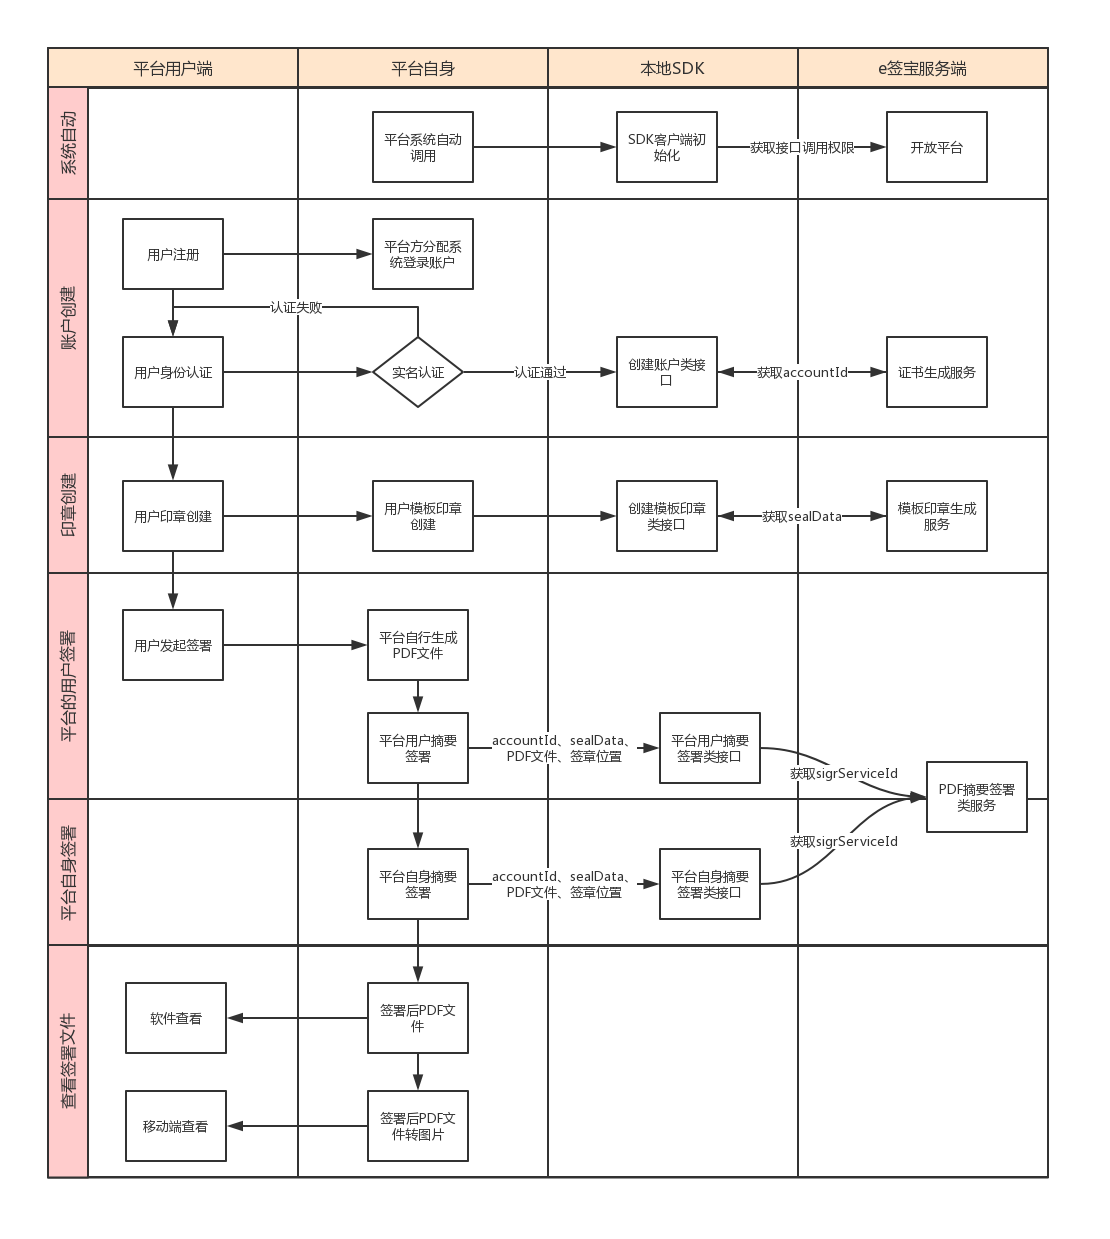 平台用户端
平台自身
本地SDK
e签宝服务端
系统自动
平台系统自动
调用
SDK客户端初
始化
获取接口调用权限
开放平台
账户创建
用户注册
平台方分配系
统登录账户
认证失败
用户身份认证
实名认证
认证通过
创建账户类接
口
获取accountId
证书生成服务
印章创建
用户印章创建
用户模板印章
创建
创建模板印章
类接口
获取sealData
模板印章生成
服务
平台的用户签署
用户发起签署
平台自行生成
PDF文件
平台用户摘要
签署
accountId、sealData、
PDF文件、签章位置
平台用户摘要
签署类接口
获取sigrServiceId
PDF摘要签署
类服务
平台自身签署
获取sigrServiceId
平台自身摘要
签署
accountId、sealData、
PDF文件、签章位置
平台自身摘要
签署类接口
查看签署文件
软件查看
签署后PDF文
件
移动端查看
签署后PDF文
件转图片